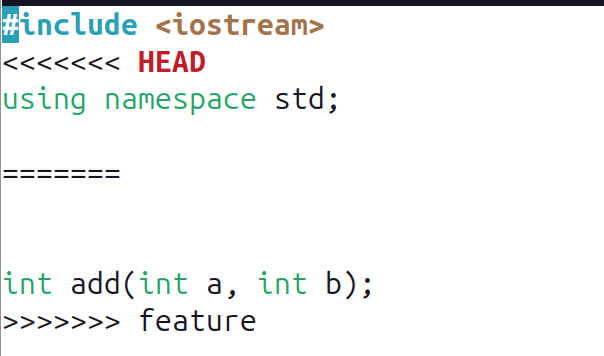 #include <iostream>
<<<<<<< HEAD
using namespace std;
=======
int add(int a, int b);
>>>>>>> feature